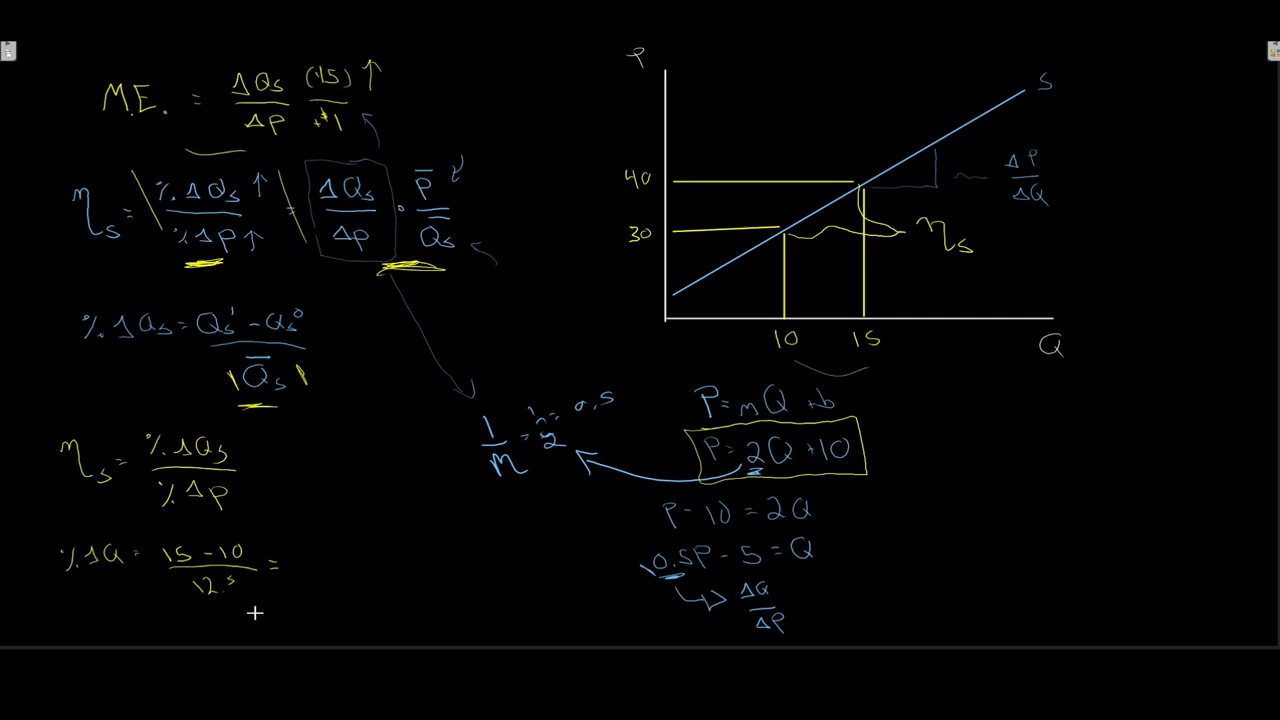 M.E. = ΔQs/ΔP (1.5)/+$1 ↑
ηs = |%ΔQs ↑/%ΔP ↑| = ΔQs/ΔP · P̅/Q̅s
%ΔQs = Qs¹ - Qs⁰/|Q̅s|
ηs = %ΔQs/%ΔP
%ΔQ = 15 - 10/12.5 =
1/m = 1/2 = 0.5
P
S
40
30
ΔP/ΔQ
ηs
10
15
Q
P = mQ + b
P = 2Q + 10
P - 10 = 2Q
0.5P - 5 = Q
ΔQ/ΔP